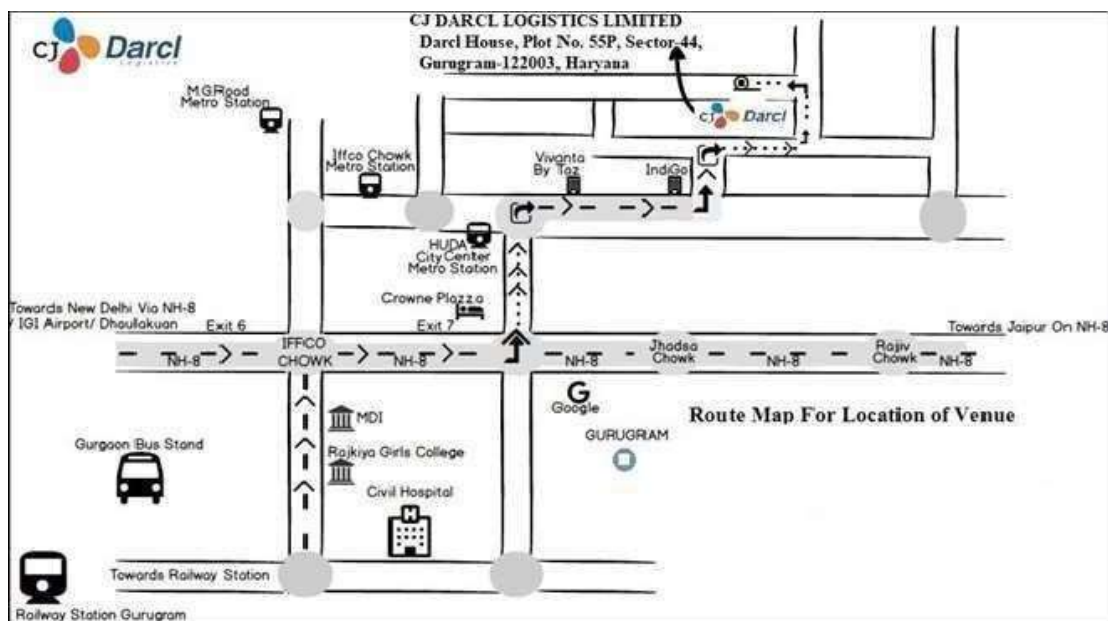 CJ DARCL LOGISTICS LIMITED
Darcl House, Plot No. 55P, Sector-44,
Gurugram-122003, Haryana
CJ Darcl
Logistics
M.G.Road
Metro Station
CJ Darcl
Iffco Chowk
Metro Station
Vivanta
By Taz
IndiGo
HUDA
City Center
Metro Station
Crowne Plazza
Towards New Delhi Via NH-8
/ IGI Airport/ Dhaullakuan
Exit 6
Exit 7
Towards Jaipur On NH-8
IFFCO
CHOWK
Jhadsa
Chowk
Rajiv
Chowk
NH-8
NH-8
NH-8
NH-8
NH-8
G
Google
Route Map For Location of Venue
MDI
GURUGRAM
Gurgaon Bus Stand
Rajkiya Girls College
Civil Hospital
H
Towards Railway Station
Railway Station Gurugram